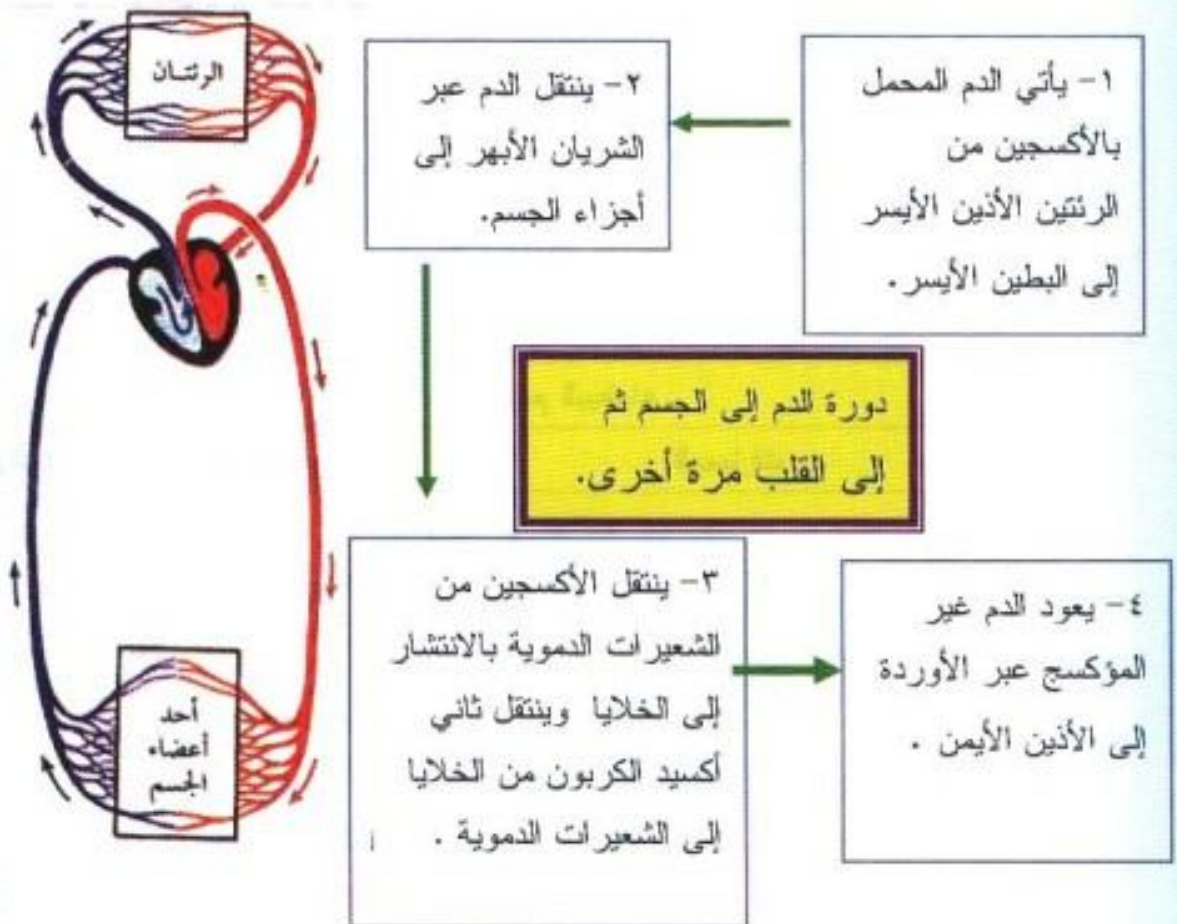 الرئتان
١- يأتي الدم المحمل
بالأكسجين من
الرئتين الأذين الأيسر
إلى البطين الأيسر.
٢- ينتقل الدم عبر
الشريان الأبهر إلى
أجزاء الجسم.
دورة الدم إلى الجسم ثم
إلى القلب مرة أخرى.
٣- ينتقل الأكسجين من
الشعيرات الدموية بالانتشار
إلى الخلايا وينتقل ثاني
أكسيد الكربون من الخلايا
إلى الشعيرات الدموية .
٤- يعود الدم غير
المؤكسج عبر الأوردة
إلى الأذين الأيمن .
أحد
أعضاء
الجسم